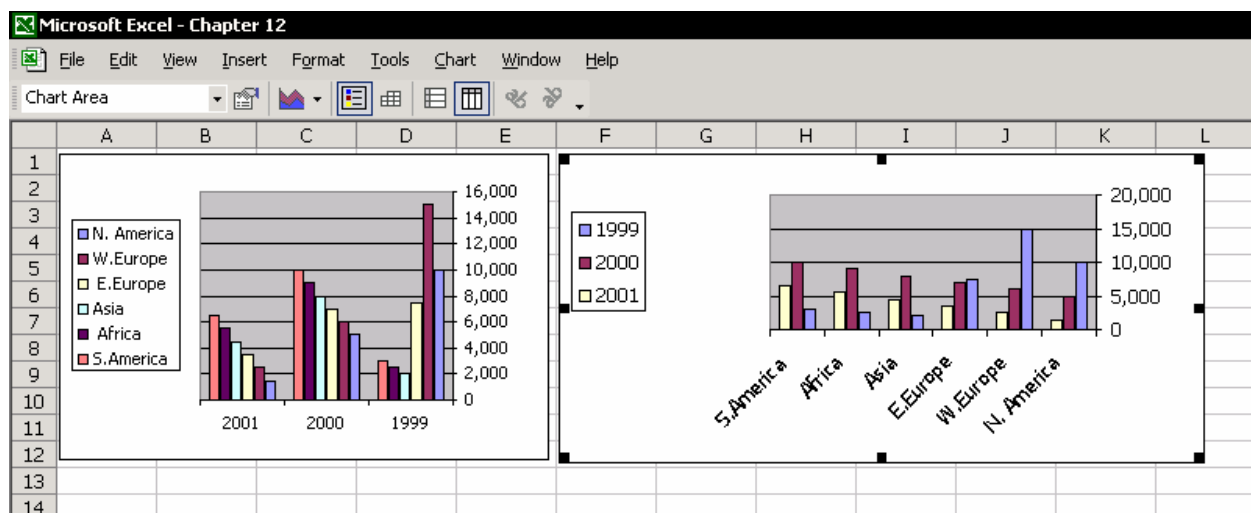 Microsoft Excel - Chapter 12
File Edit View Insert Format Tools Chart Window Help
Chart Area
A B C D E F G H I J K L
1
2
3
4
5
6
7
8
9
10
11
12
13
14
N. America
W.Europe
E.Europe
Asia
Africa
S.America
16,000
14,000
12,000
10,000
8,000
6,000
4,000
2,000
0
2001 2000 1999
1999
2000
2001
20,000
15,000
10,000
5,000
0
S.America Africa Asia E.Europe W.Europe N. America